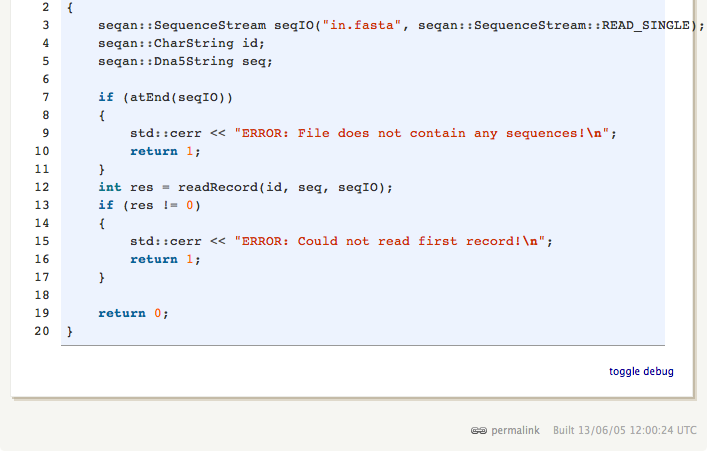 2 {
3 seqan::SequenceStream seqIO("in.fasta", seqan::SequenceStream::READ_SINGLE);
4 seqan::CharString id;
5 seqan::Dna5String seq;
6
7 if (atEnd(seqIO))
8 {
9 std::cerr << "ERROR: File does not contain any sequences!\n";
10 return 1;
11 }
12 int res = readRecord(id, seq, seqIO);
13 if (res != 0)
14 {
15 std::cerr << "ERROR: Could not read first record!\n";
16 return 1;
17 }
18
19 return 0;
20 }
toggle debug
permalink Built 13/06/05 12:00:24 UTC